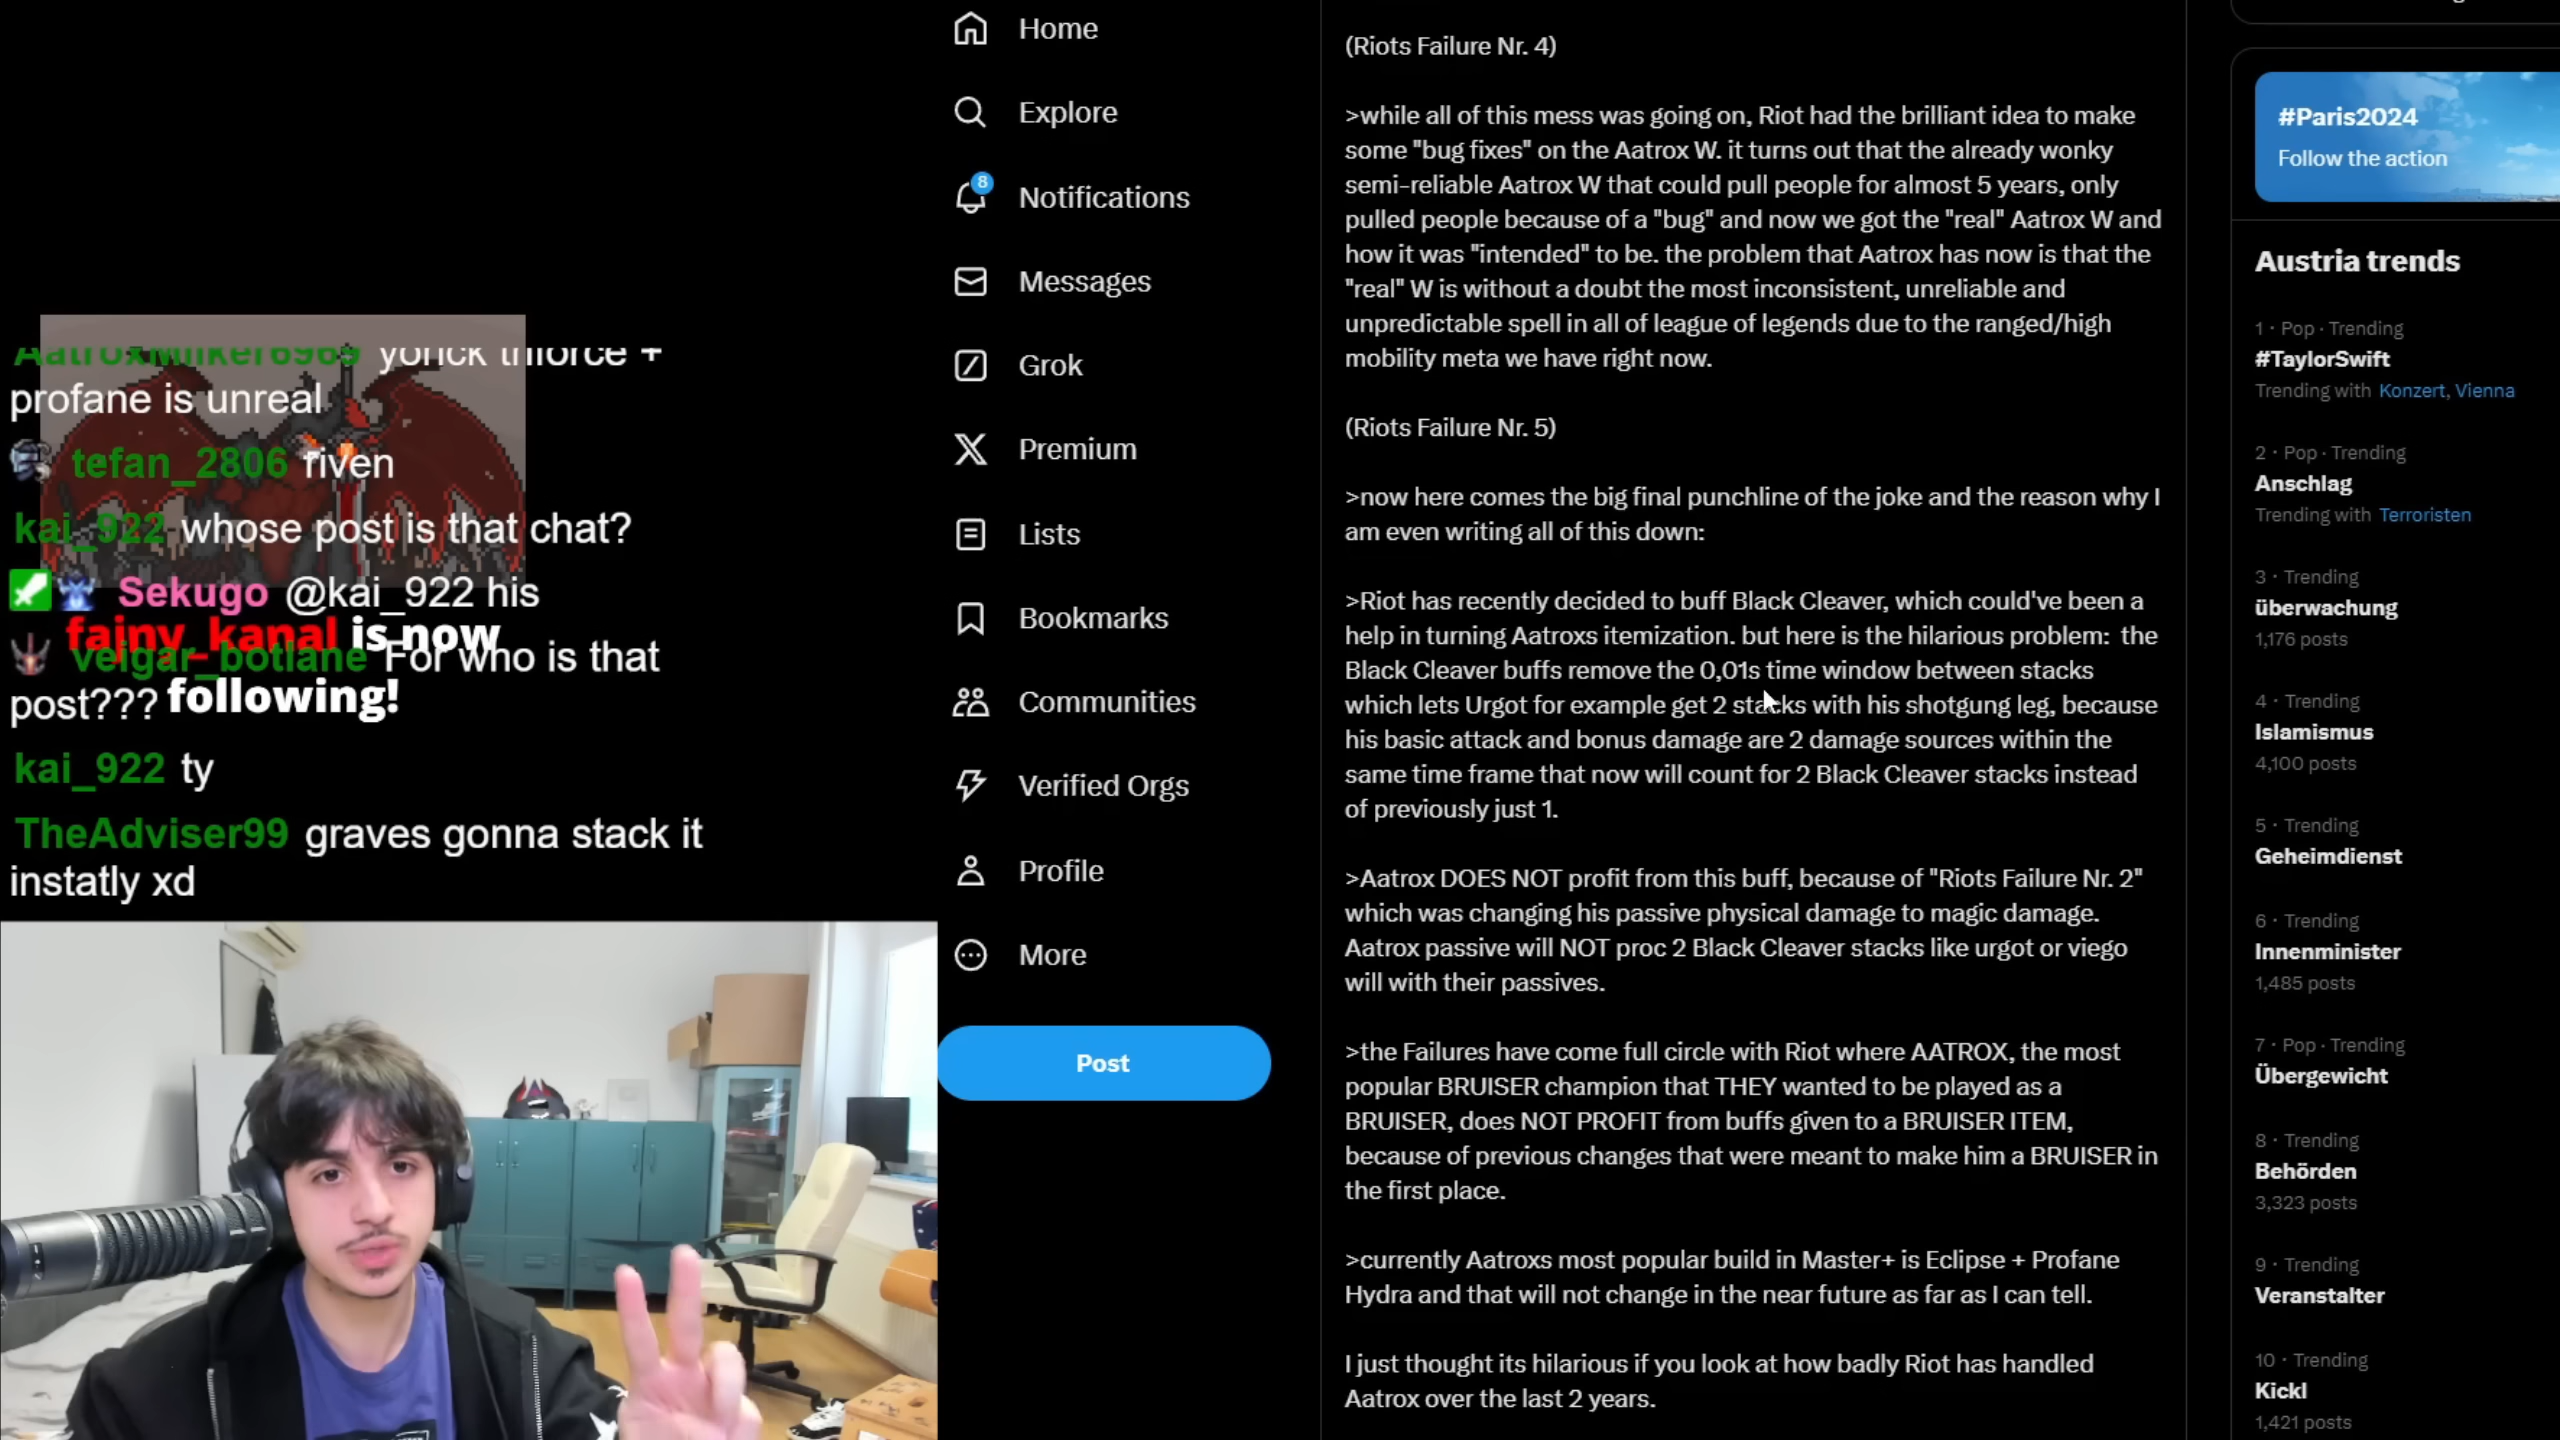 AatroxMilker6969 yorick triforce +
profane is unreal
tefan_2806 riven
kai_922 whose post is that chat?
Sekugo @kai_922 his
fainv_kanal is now
following!
veigar_botlane For who is that
post???
kai_922 ty
TheAdviser99 graves gonna stack it
instatly xd
Home
Explore
8
Notifications
Messages
Grok
Premium
Lists
Bookmarks
Communities
Verified Orgs
Profile
More
Post
(Riots Failure Nr. 4)
>while all of this mess was going on, Riot had the brilliant idea to make
some "bug fixes" on the Aatrox W. it turns out that the already wonky
semi-reliable Aatrox W that could pull people for almost 5 years, only
pulled people because of a "bug" and now we got the "real" Aatrox W and
how it was "intended" to be. the problem that Aatrox has now is that the
"real" W is without a doubt the most inconsistent, unreliable and
unpredictable spell in all of league of legends due to the ranged/high
mobility meta we have right now.
(Riots Failure Nr. 5)
>now here comes the big final punchline of the joke and the reason why I
am even writing all of this down:
>Riot has recently decided to buff Black Cleaver, which could've been a
help in turning Aatroxs itemization. but here is the hilarious problem: the
Black Cleaver buffs remove the 0,01s time window between stacks
which lets Urgot for example get 2 stacks with his shotgung leg, because
his basic attack and bonus damage are 2 damage sources within the
same time frame that now will count for 2 Black Cleaver stacks instead
of previously just 1.
>Aatrox DOES NOT profit from this buff, because of "Riots Failure Nr. 2"
which was changing his passive physical damage to magic damage.
Aatrox passive will NOT proc 2 Black Cleaver stacks like urgot or viego
will with their passives.
>the Failures have come full circle with Riot where AATROX, the most
popular BRUISER champion that THEY wanted to be played as a
BRUISER, does NOT PROFIT from buffs given to a BRUISER ITEM,
because of previous changes that were meant to make him a BRUISER in
the first place.
>currently Aatroxs most popular build in Master+ is Eclipse + Profane
Hydra and that will not change in the near future as far as I can tell.
I just thought its hilarious if you look at how badly Riot has handled
Aatrox over the last 2 years.
#Paris2024
Follow the action
Austria trends
1 · Pop · Trending
#TaylorSwift
Trending with Konzert, Vienna
2 · Pop · Trending
Anschlag
Trending with Terroristen
3 · Trending
überwachung
1,176 posts
4 · Trending
Islamismus
4,100 posts
5 · Trending
Geheimdienst
6 · Trending
Innenminister
1,485 posts
7 · Pop · Trending
Übergewicht
8 · Trending
Behörden
3,323 posts
9 · Trending
Veranstalter
10 · Trending
Kickl
1,421 posts